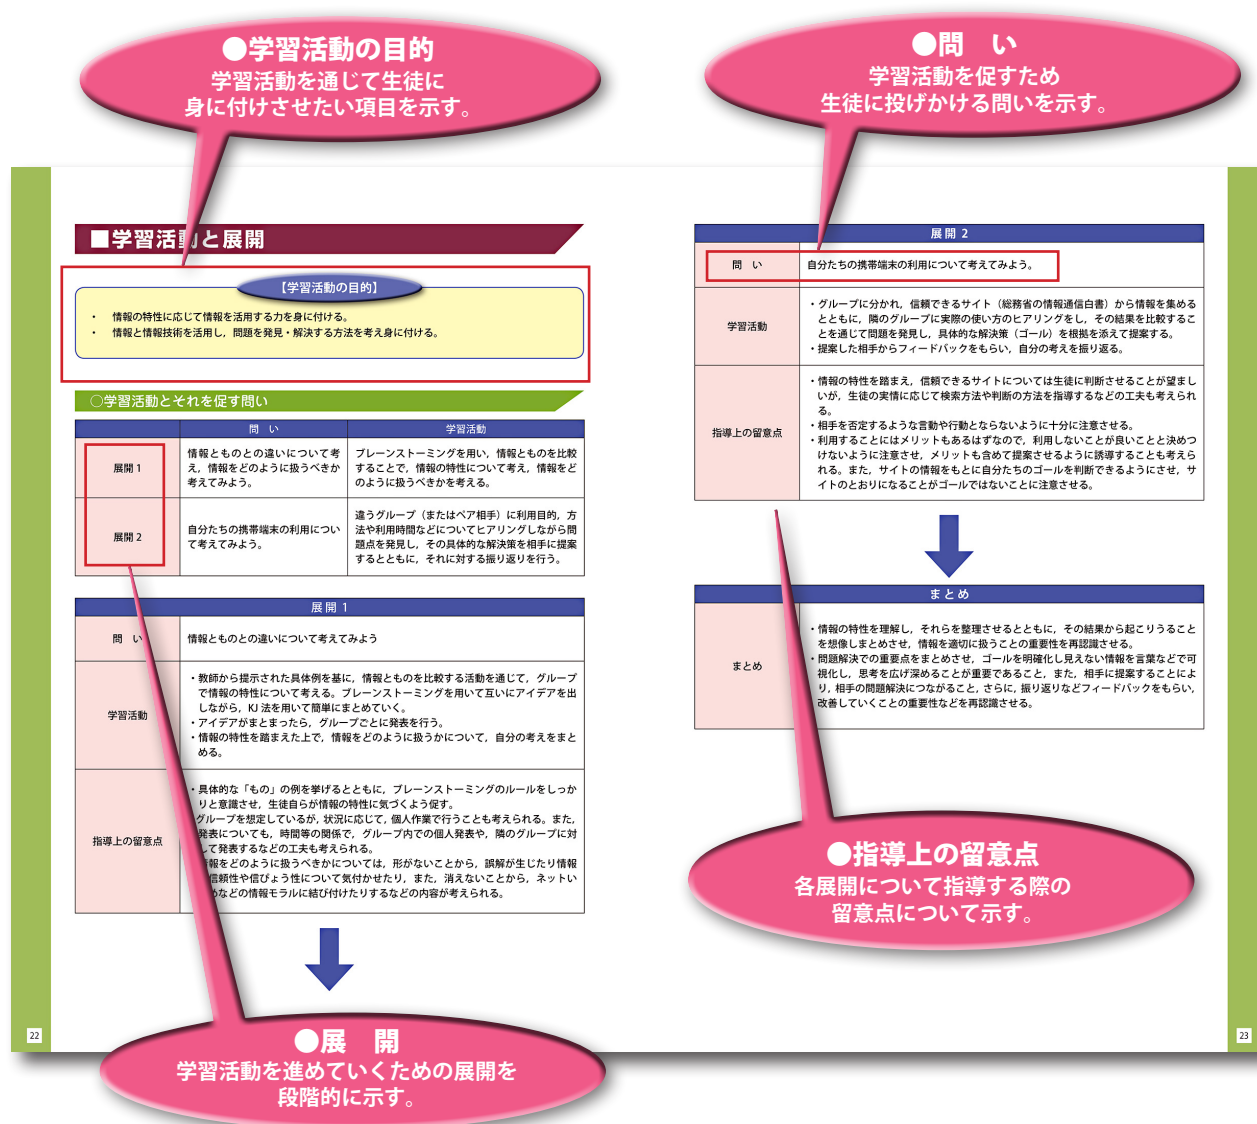 ●学習活動の目的
学習活動を通じて生徒に
身に付けさせたい項目を示す。
●問　い
学習活動を促すため
生徒に投げかける問いを示す。
■学習活動と展開
【学習活動の目的】
・　情報の特性に応じて情報を活用する力を身に付ける。
・　情報と情報技術を活用し，問題を発見・解決する方法を考え身に付ける。
○学習活動とそれを促す問い
問　い
学習活動
展開 1
情報とものとの違いについて考
え，情報をどのように扱うべきか
考えてみよう。
ブレーンストーミングを用い，情報とものを比較
することで，情報の特性について考え，情報をど
のように扱うべきかを考える。
展開 2
自分たちの携帯端末の利用につい
て考えてみよう。
違うグループ（またはペア相手）に利用目的，方
法や利用時間などについてヒアリングしながら問
題点を発見し，その具体的な解決策を相手に提案
するとともに，それに対する振り返りを行う。
展開 1
問　い
情報とものとの違いについて考えてみよう
学習活動
・教師から提示された具体例を基に，情報とものを比較する活動を通じて，グループ
で情報の特性について考える。ブレーンストーミングを用いて互いにアイデアを出
しながら，KJ 法を用いて簡単にまとめていく。
・アイデアがまとまったら，グループごとに発表を行う。
・情報の特性を踏まえた上で，情報をどのように扱うかについて，自分の考えをまと
める。
指導上の留意点
・具体的な「もの」の例を挙げるとともに，ブレーンストーミングのルールをしっか
りと意識させ，生徒自らが情報の特性に気づくよう促す。
グループを想定しているが，状況に応じて，個人作業で行うことも考えられる。また，
発表についても，時間等の関係で，グループ内での個人発表や，隣のグループに対
して発表するなどの工夫も考えられる。
報をどのように扱うべきかについては，形がないことから，誤解が生じたり情報
信頼性や信ぴょう性について気付かせたり，また，消えないことから，ネットい
めなどの情報モラルに結び付けたりするなどの内容が考えられる。
22
●展　開
学習活動を進めていくための展開を
段階的に示す。
展開 2
問　い
自分たちの携帯端末の利用について考えてみよう。
学習活動
・グループに分かれ，信頼できるサイト（総務省の情報通信白書）から情報を集める
とともに，隣のグループに実際の使い方のヒアリングをし，その結果を比較するこ
とを通じて問題を発見し，具体的な解決策（ゴール）を根拠を添えて提案する。
・提案した相手からフィードバックをもらい，自分の考えを振り返る。
指導上の留意点
・情報の特性を踏まえ，信頼できるサイトについては生徒に判断させることが望まし
いが，生徒の実情に応じて検索方法や判断の方法を指導するなどの工夫も考えられ
る。
・相手を否定するような言動や行動とならないように十分に注意させる。
・利用することにはメリットもあるはずなので，利用しないことが良いことと決めつ
けないように注意させ，メリットも含めて提案させるように誘導することも考えら
れる。また，サイトの情報をもとに自分たちのゴールを判断できるようにさせ，サ
イトのとおりになることがゴールではないことに注意させる。
まとめ
まとめ
・情報の特性を理解し，それらを整理させるとともに，その結果から起こりうること
を想像しまとめさせ，情報を適切に扱うことの重要性を再認識させる。
・問題解決での重要点をまとめさせ，ゴールを明確化し見えない情報を言葉などで可
視化し，思考を広げ深めることが重要であること，また，相手に提案することによ
り，相手の問題解決につながること，さらに，振り返りなどフィードバックをもらい，
改善していくことの重要性などを再認識させる。
●指導上の留意点
各展開について指導する際の
留意点について示す。
23